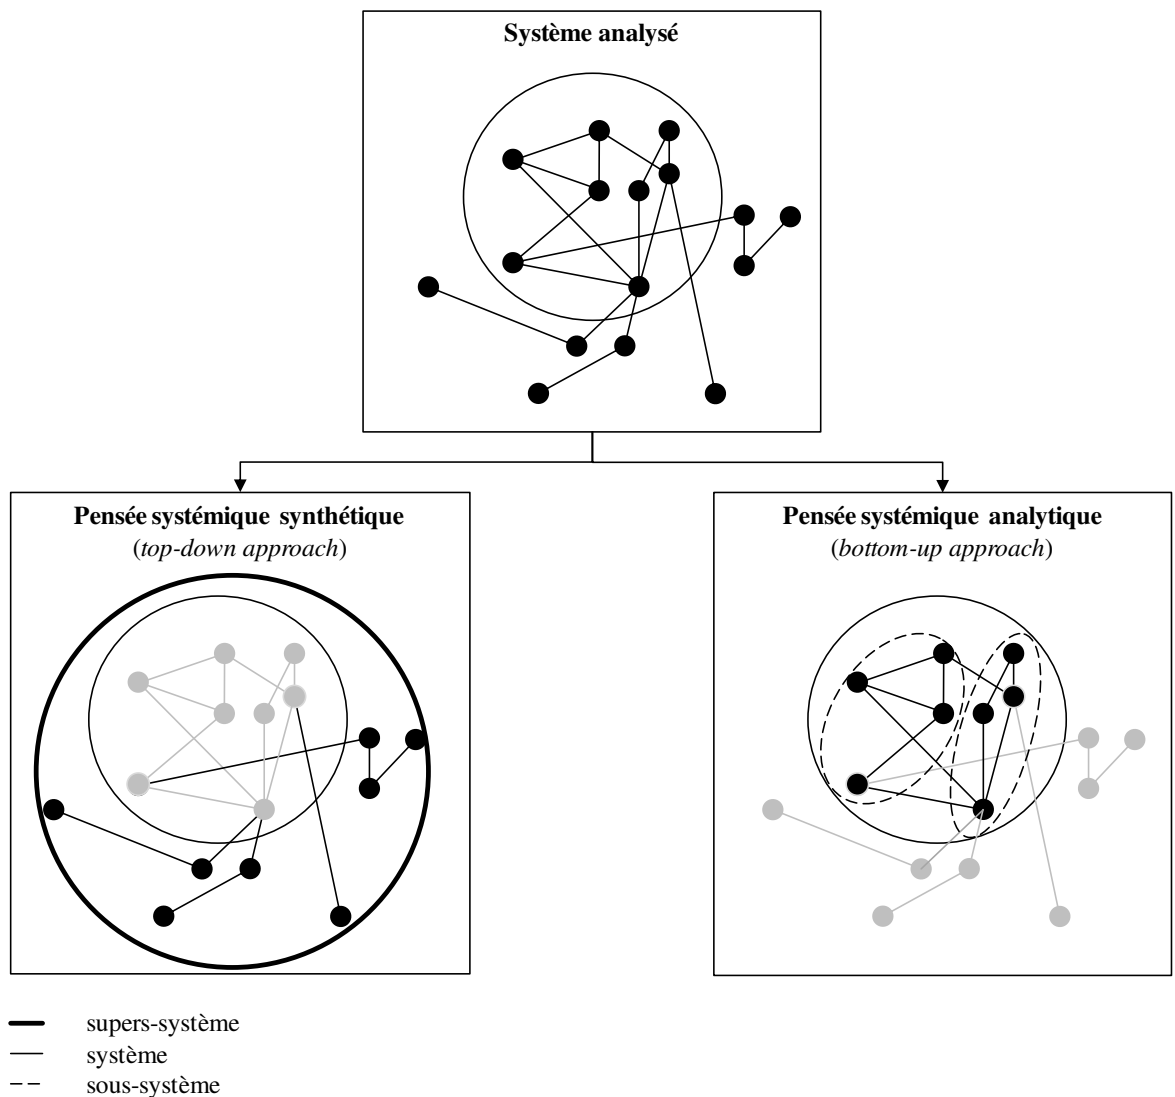 Système analysé
Pensée systémique synthétique
(top-down approach)
Pensée systémique analytique
(bottom-up approach)
supers-système
système
sous-système